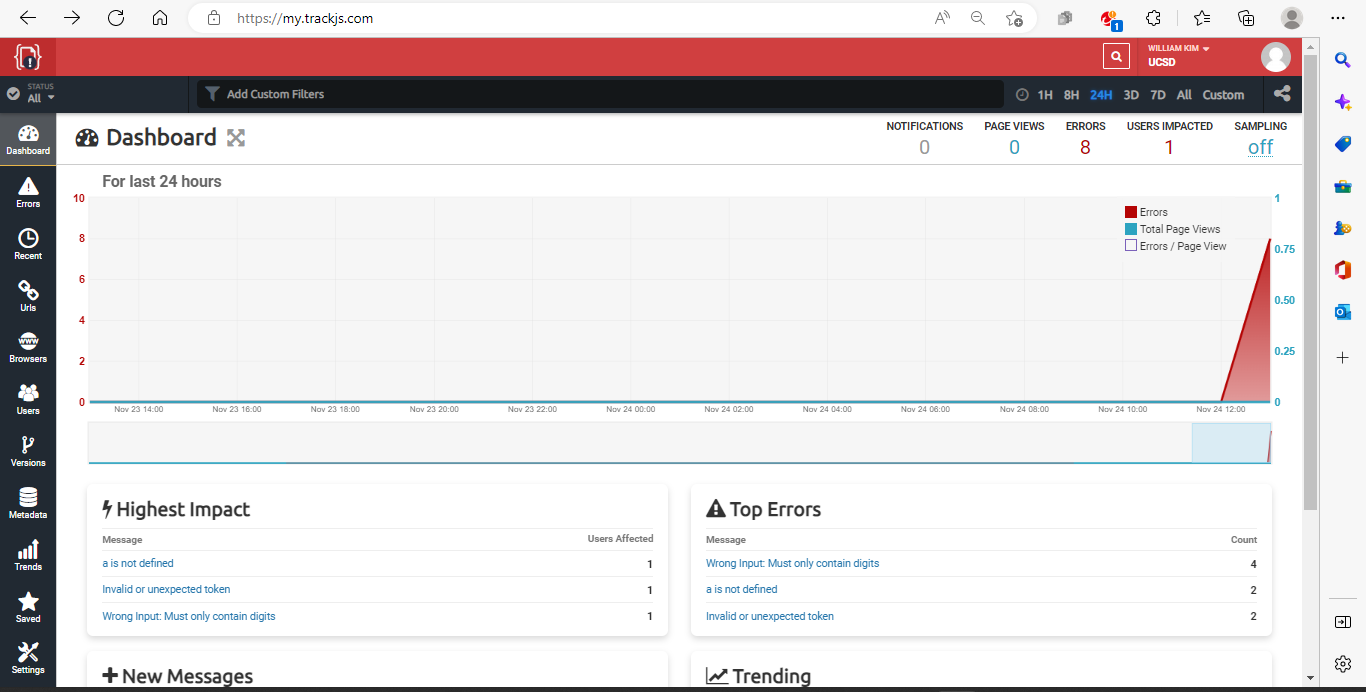 https://my.trackjs.com
1
WILLIAM KIM
UCSD
STATUS
All
Add Custom Filters
1H 8H 24H 3D 7D All Custom
Dashboard
Errors
Recent
Urls
Browsers
Users
Versions
Metadata
Trends
Saved
Settings
Dashboard
NOTIFICATIONS PAGE VIEWS ERRORS USERS IMPACTED SAMPLING
0 0 8 1 off
For last 24 hours
10
8
6
4
2
0
1
0.75
0.50
0.25
0
Errors
Total Page Views
Errors / Page View
Nov 23 14:00 Nov 23 16:00 Nov 23 18:00 Nov 23 20:00 Nov 23 22:00 Nov 24 00:00 Nov 24 02:00 Nov 24 04:00 Nov 24 06:00 Nov 24 08:00 Nov 24 10:00 Nov 24 12:00
Highest Impact
Message Users Affected
a is not defined 1
Invalid or unexpected token 1
Wrong Input: Must only contain digits 1
Top Errors
Message Count
Wrong Input: Must only contain digits 4
a is not defined 2
Invalid or unexpected token 2
New Messages
Trending